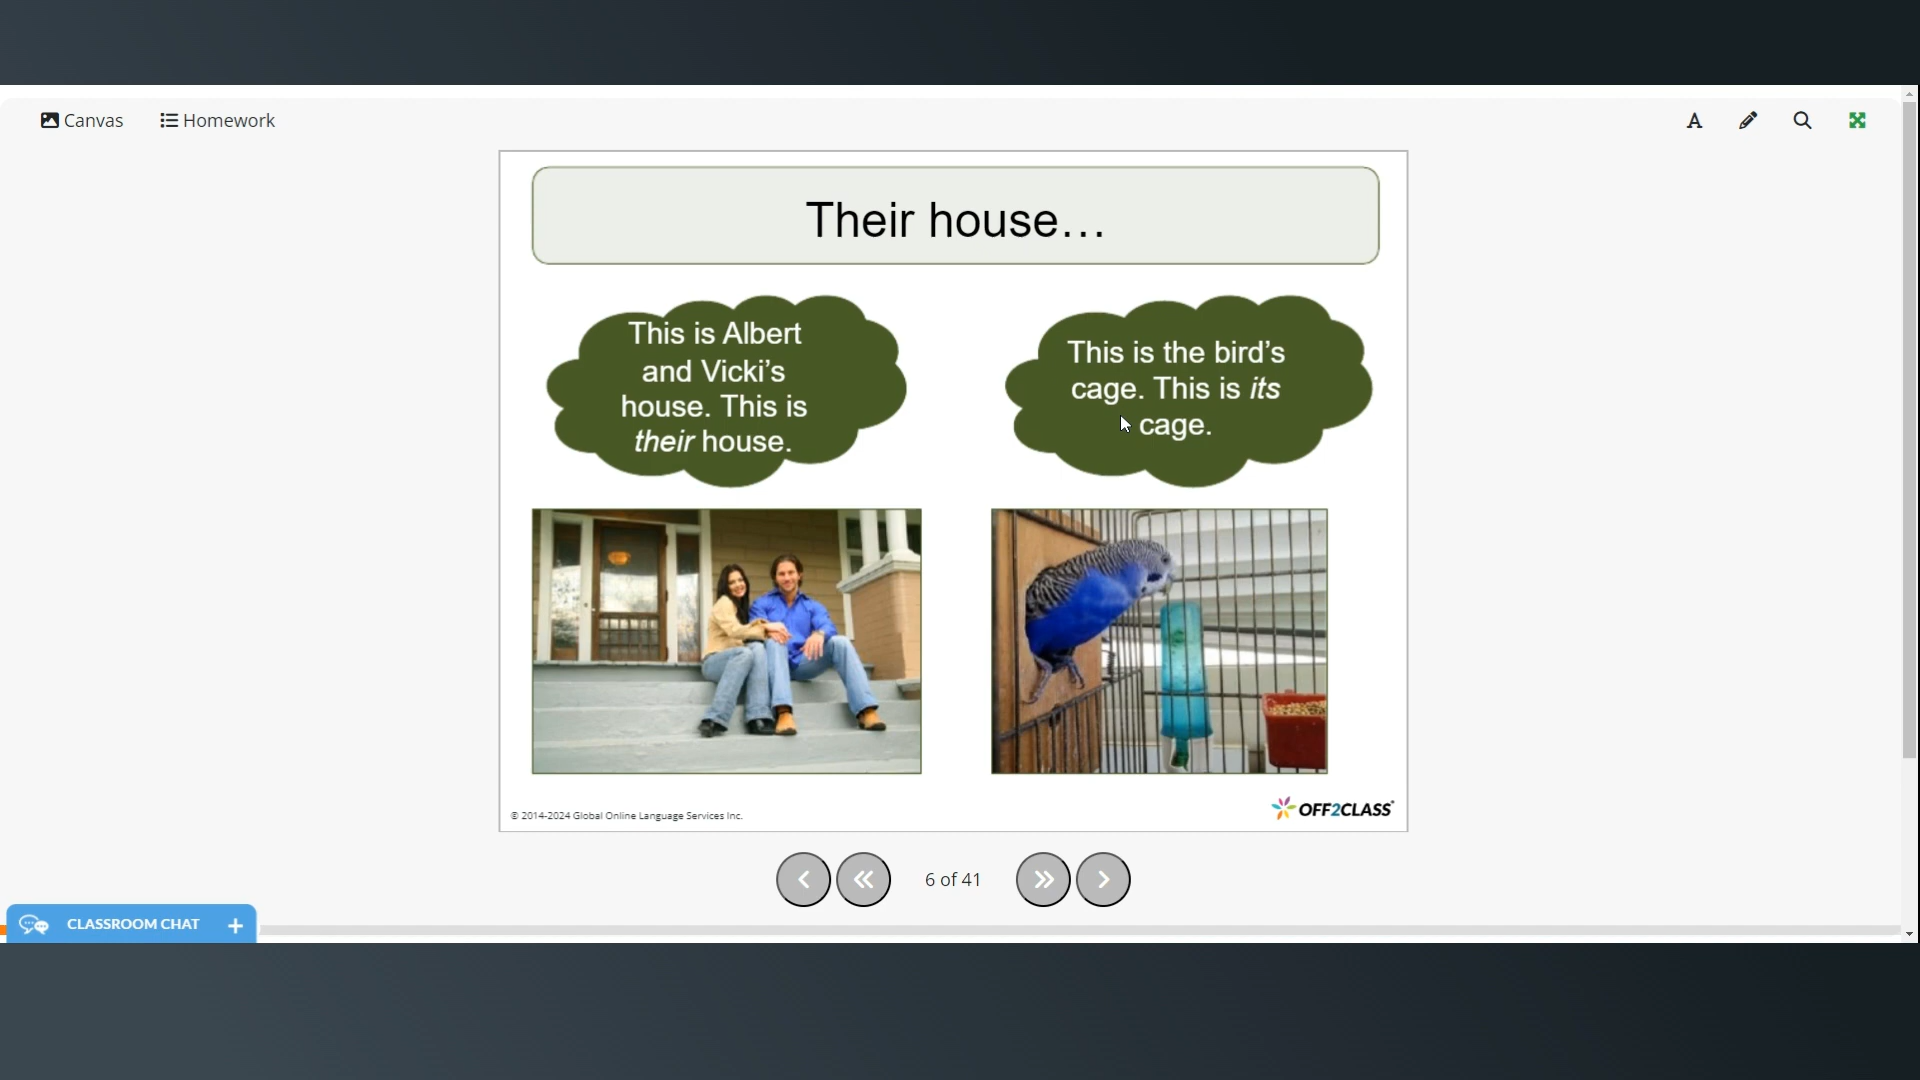 Canvas
Homework
A
Their house…
This is Albert
and Vicki's
house. This is
their house.
This is the bird's
cage. This is its
cage.
© 2014-2024 Global Online Language Services Inc.
OFF2CLASS
6 of 41
CLASSROOM CHAT +